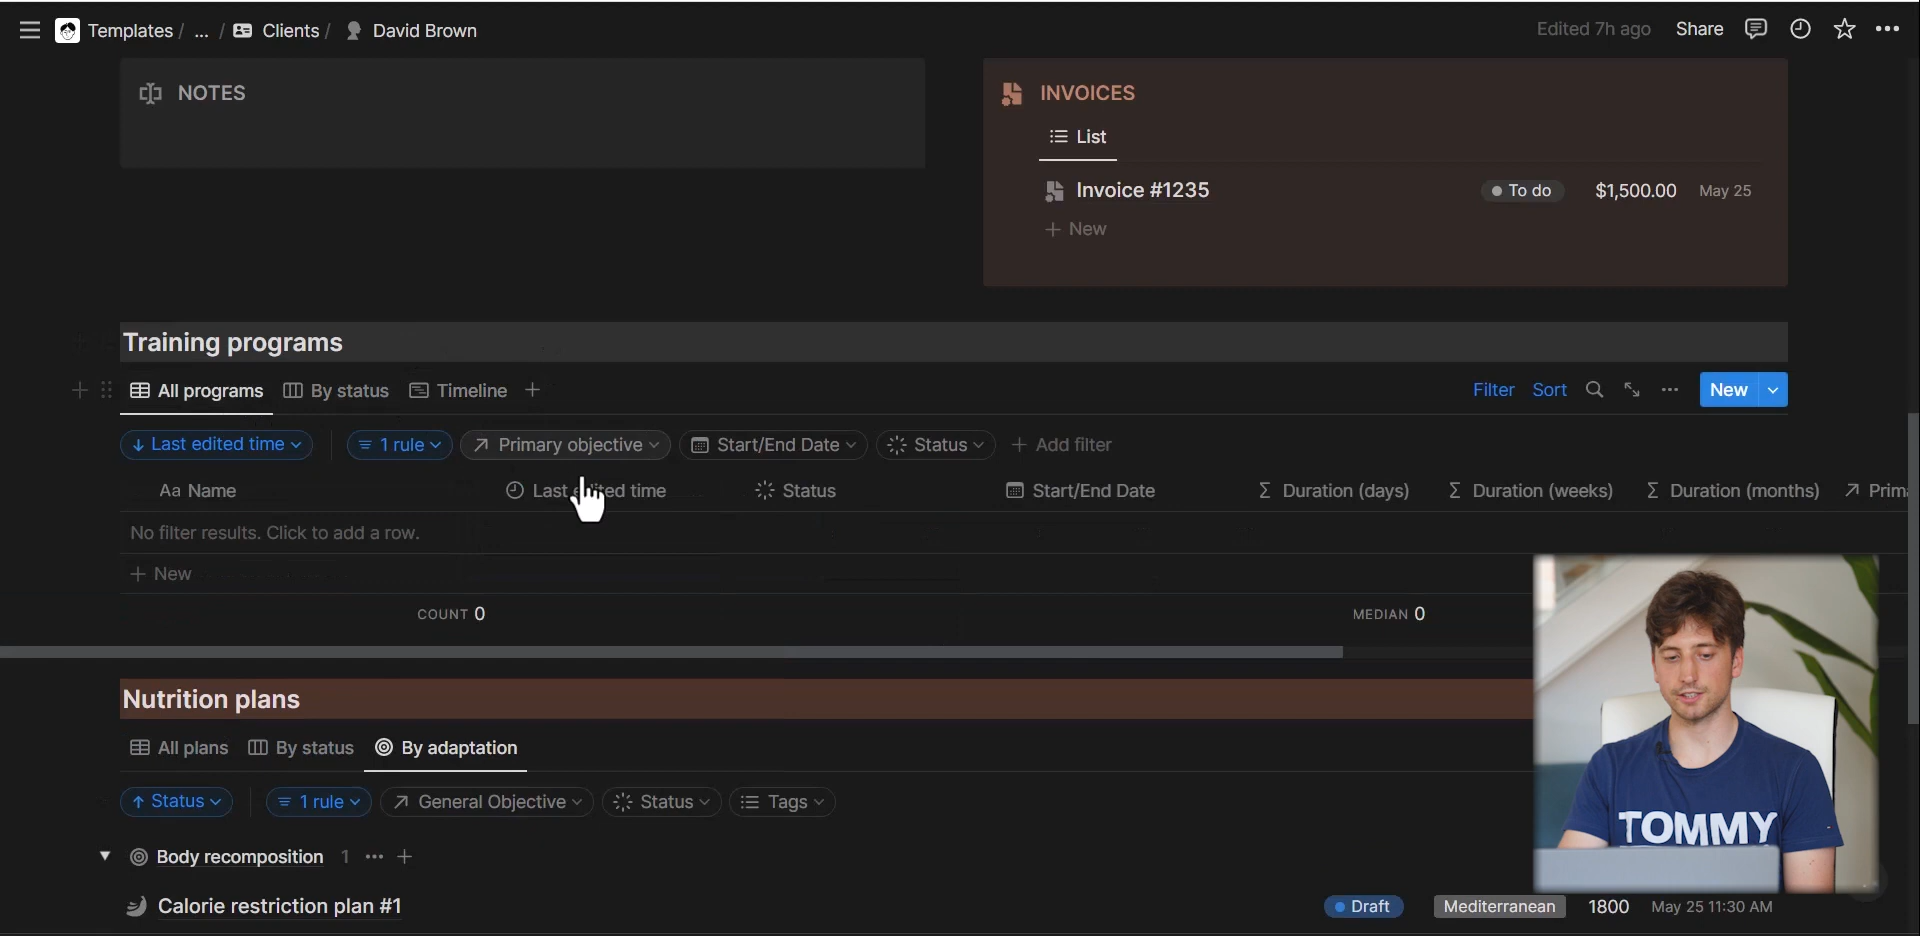 Templates / ... / Clients / David Brown
Edited 7h ago Share
NOTES
INVOICES
List
Invoice #1235 To do $1,500.00 May 25
+ New
Training programs
All programs By status Timeline +
Filter Sort New
↓ Last edited time 1 rule Primary objective Start/End Date Status + Add filter
Aa Name Last edited time Status Start/End Date Σ Duration (days) Σ Duration (weeks) Σ Duration (months)
No filter results. Click to add a row.
+ New
COUNT 0 MEDIAN 0
Nutrition plans
All plans By status By adaptation
↑ Status 1 rule General Objective Status Tags
Body recomposition 1 ... +
Calorie restriction plan #1 Draft Mediterranean 1800 May 25 11:30 AM
TOMMY